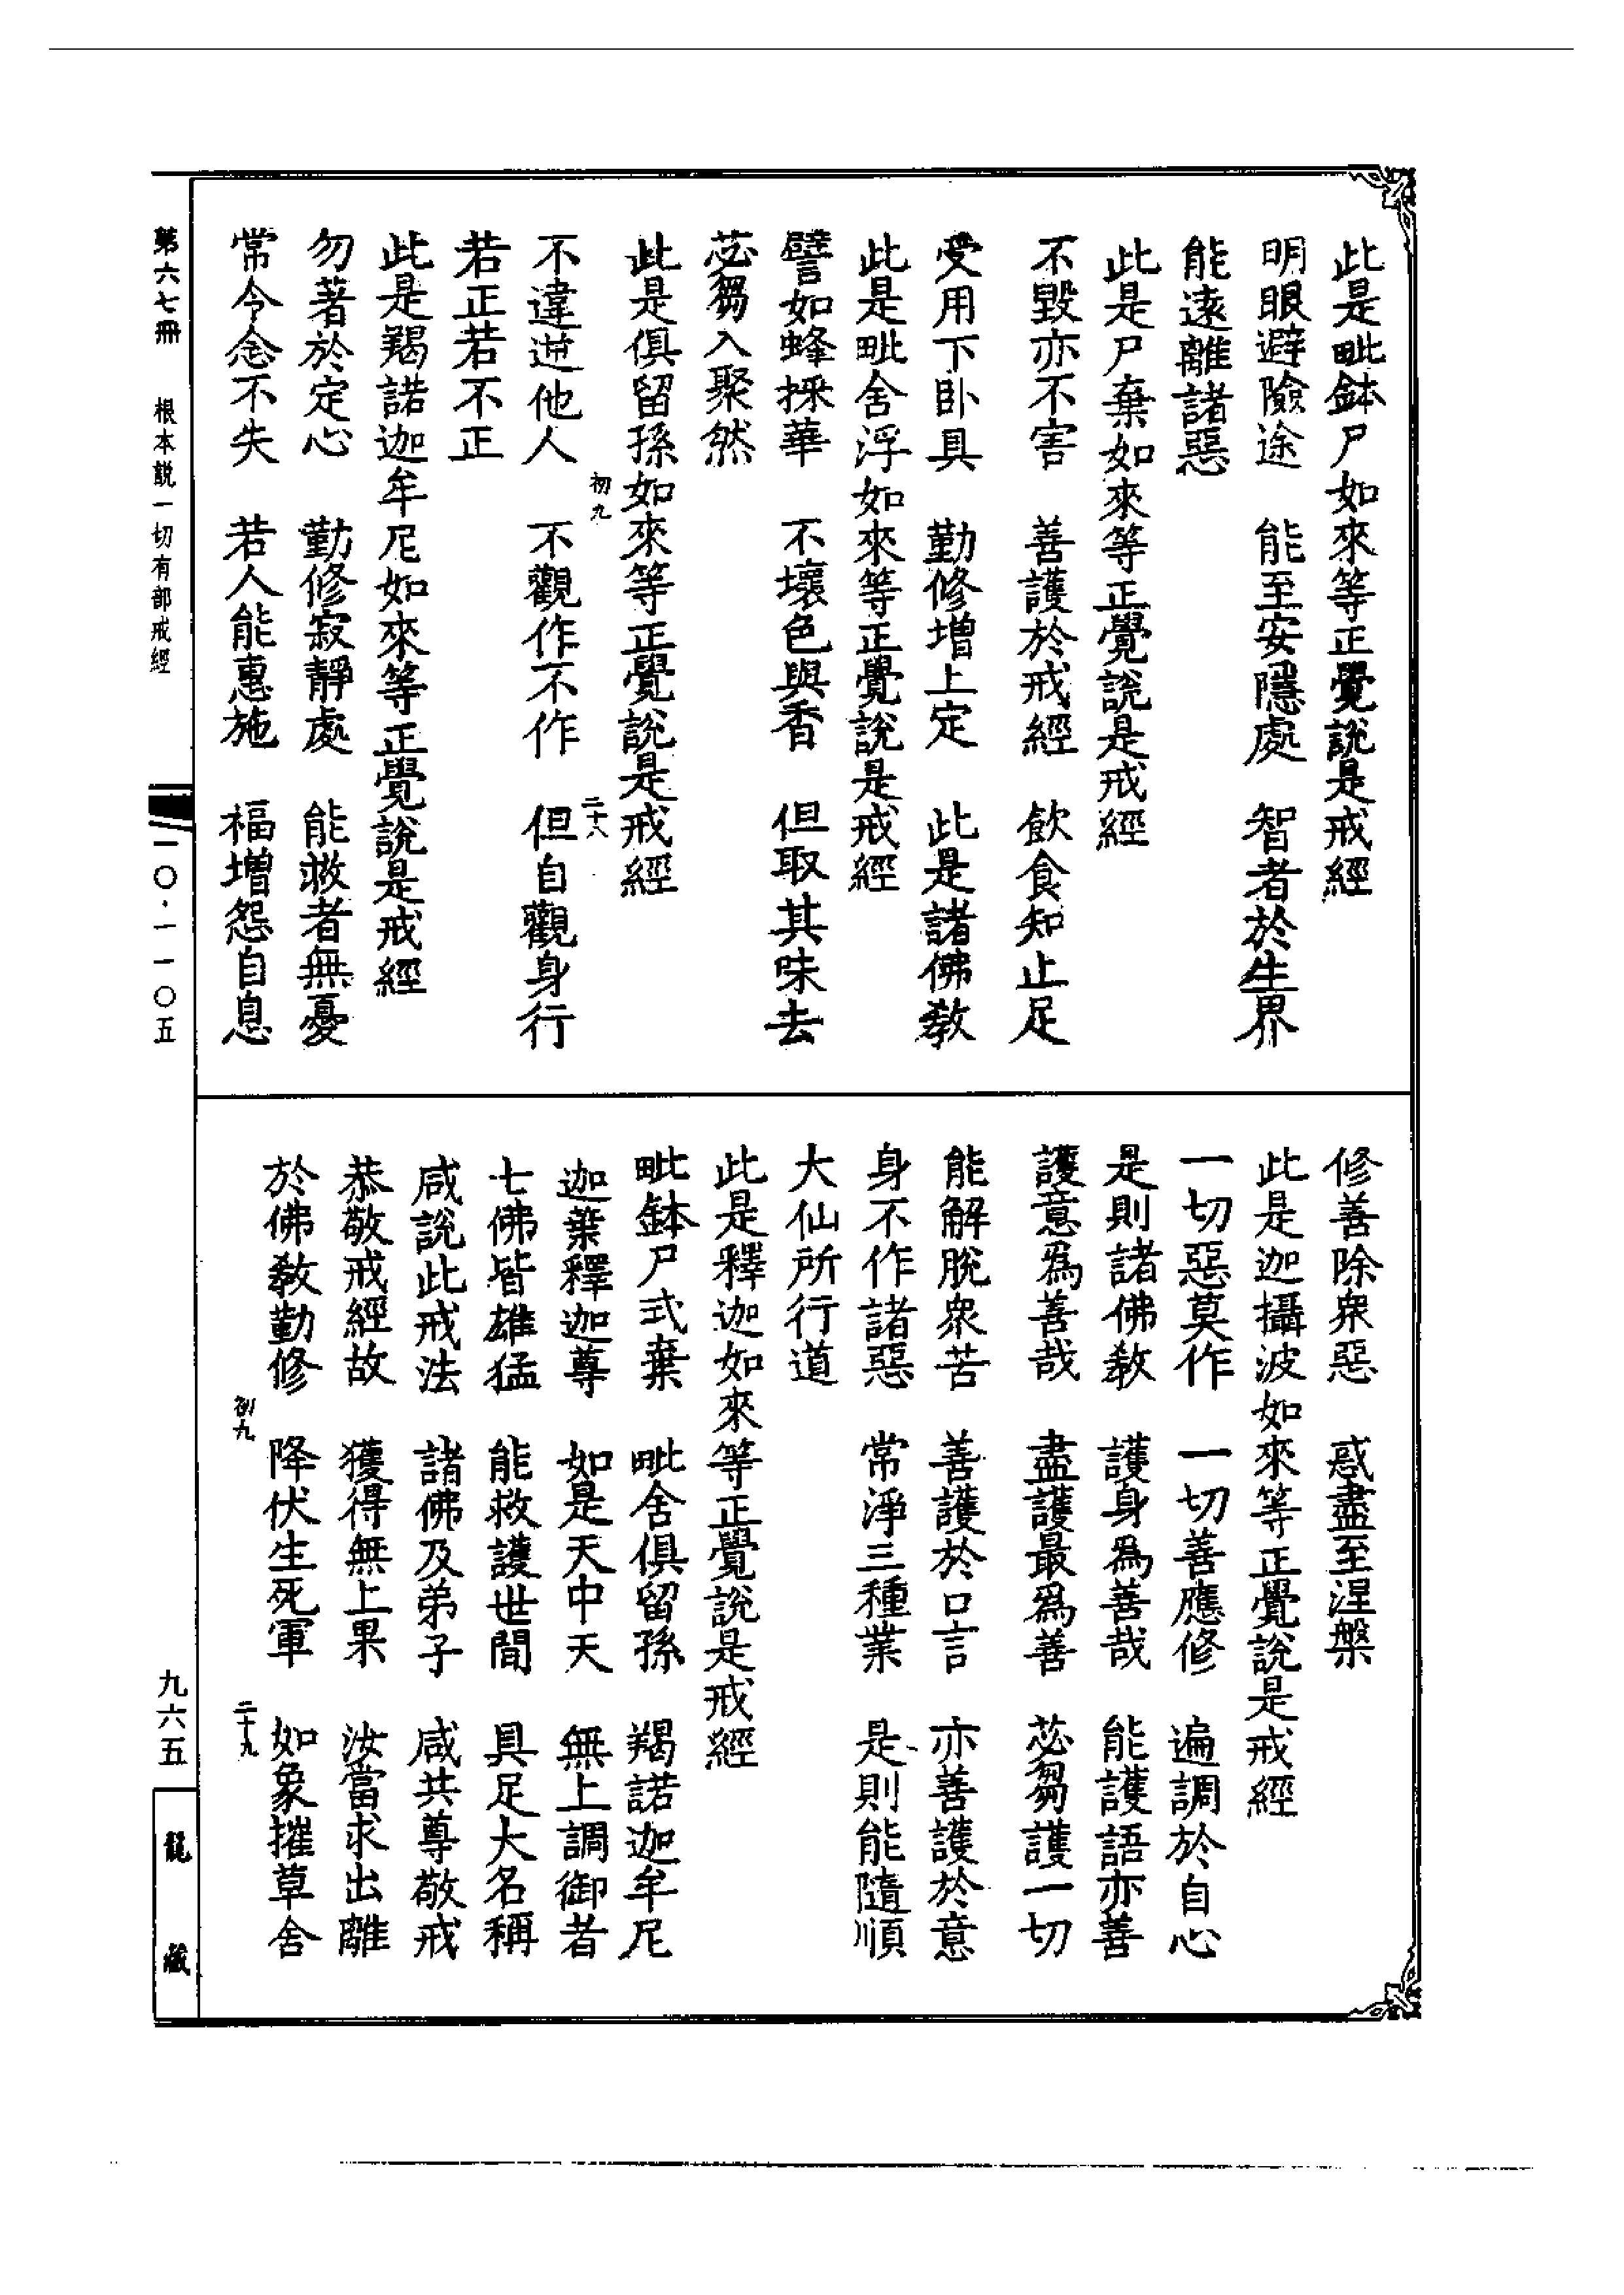 此是毗鉢尸如來等正覺說是戒經
明眼避險途　能至安隱處　智者於生界
能遠離諸惡
此是尸棄如來等正覺說是戒經
不毀亦不害　善護於戒經　飲食知止足
受用下卧具　勤修增上定　此是諸佛敎
此是毗舍浮如來等正覺說是戒經
譬如蜂採華　不壞色與香　但取其味去
苾芻入聚然
此是俱留孫如來等正覺說是戒經
初九　二十八
不違逆他人　不觀作不作　但自觀身行
若正若不正
此是羯諾迦牟尼如來等正覺說是戒經
勿著於定心　勤修寂靜處　能救者無憂
常令念不失　若人能惠施　福增怨自息
修善除衆惡　惑盡至涅槃
此是迦攝波如來等正覺說是戒經
一切惡莫作　一切善應修　遍調於自心
是則諸佛敎　護身爲善哉　能護語亦善
護意爲善哉　盡護最爲善　苾芻護一切
能解脫衆苦　善護於口言　亦善護於意
身不作諸惡　常淨三種業　是則能隨順
大仙所行道
此是釋迦如來等正覺說是戒經
毗鉢尸式棄　毗舍俱留孫　羯諾迦牟尼
迦葉釋迦尊　如是天中天　無上調御者
七佛皆雄猛　能救護世間　具足大名稱
咸說此戒法　諸佛及弟子　咸共尊敬戒
恭敬戒經故　獲得無上果　汝當求出離
於佛敎勤修　降伏生死軍　如象摧草舍
初九　二十九
第六七冊　根本說一切有部戒經　一〇·一一〇五
九六五
龍藏